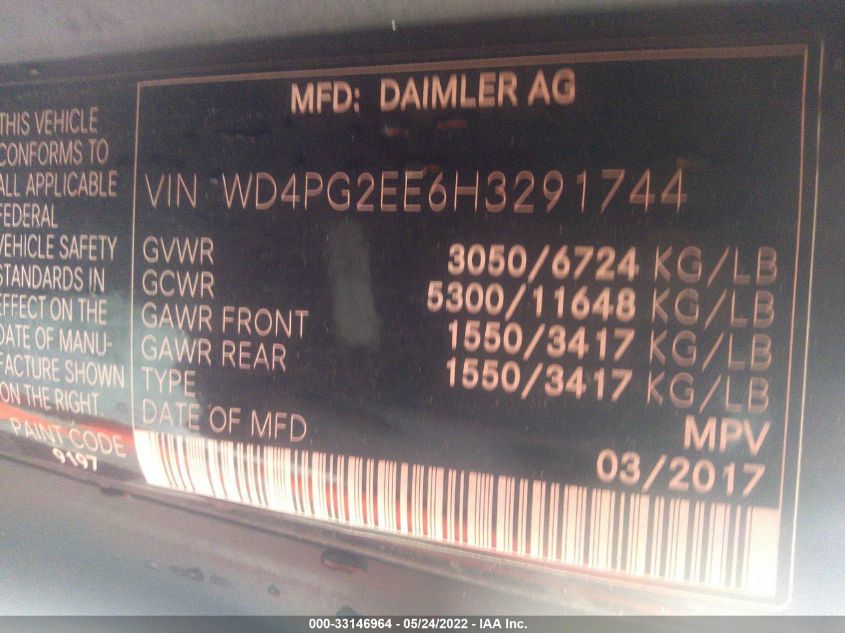 MFD: DAIMLER AG
THIS VEHICLE
CONFORMS TO
ALL APPLICABLE
FEDERAL
VEHICLE SAFETY
STANDARDS IN
EFFECT ON THE
DATE OF MANU-
FACTURE SHOWN
ON THE RIGHT
PAINT CODE
9197
VIN WD4PG2EE6H3291744
GVWR 3050/6724 KG/LB
GCWR 5300/11648 KG/LB
GAWR FRONT 1550/3417 KG/LB
GAWR REAR 1550/3417 KG/LB
TYPE MPV
DATE OF MFD 03/2017
000-33146964 - 05/24/2022 - IAA Inc.